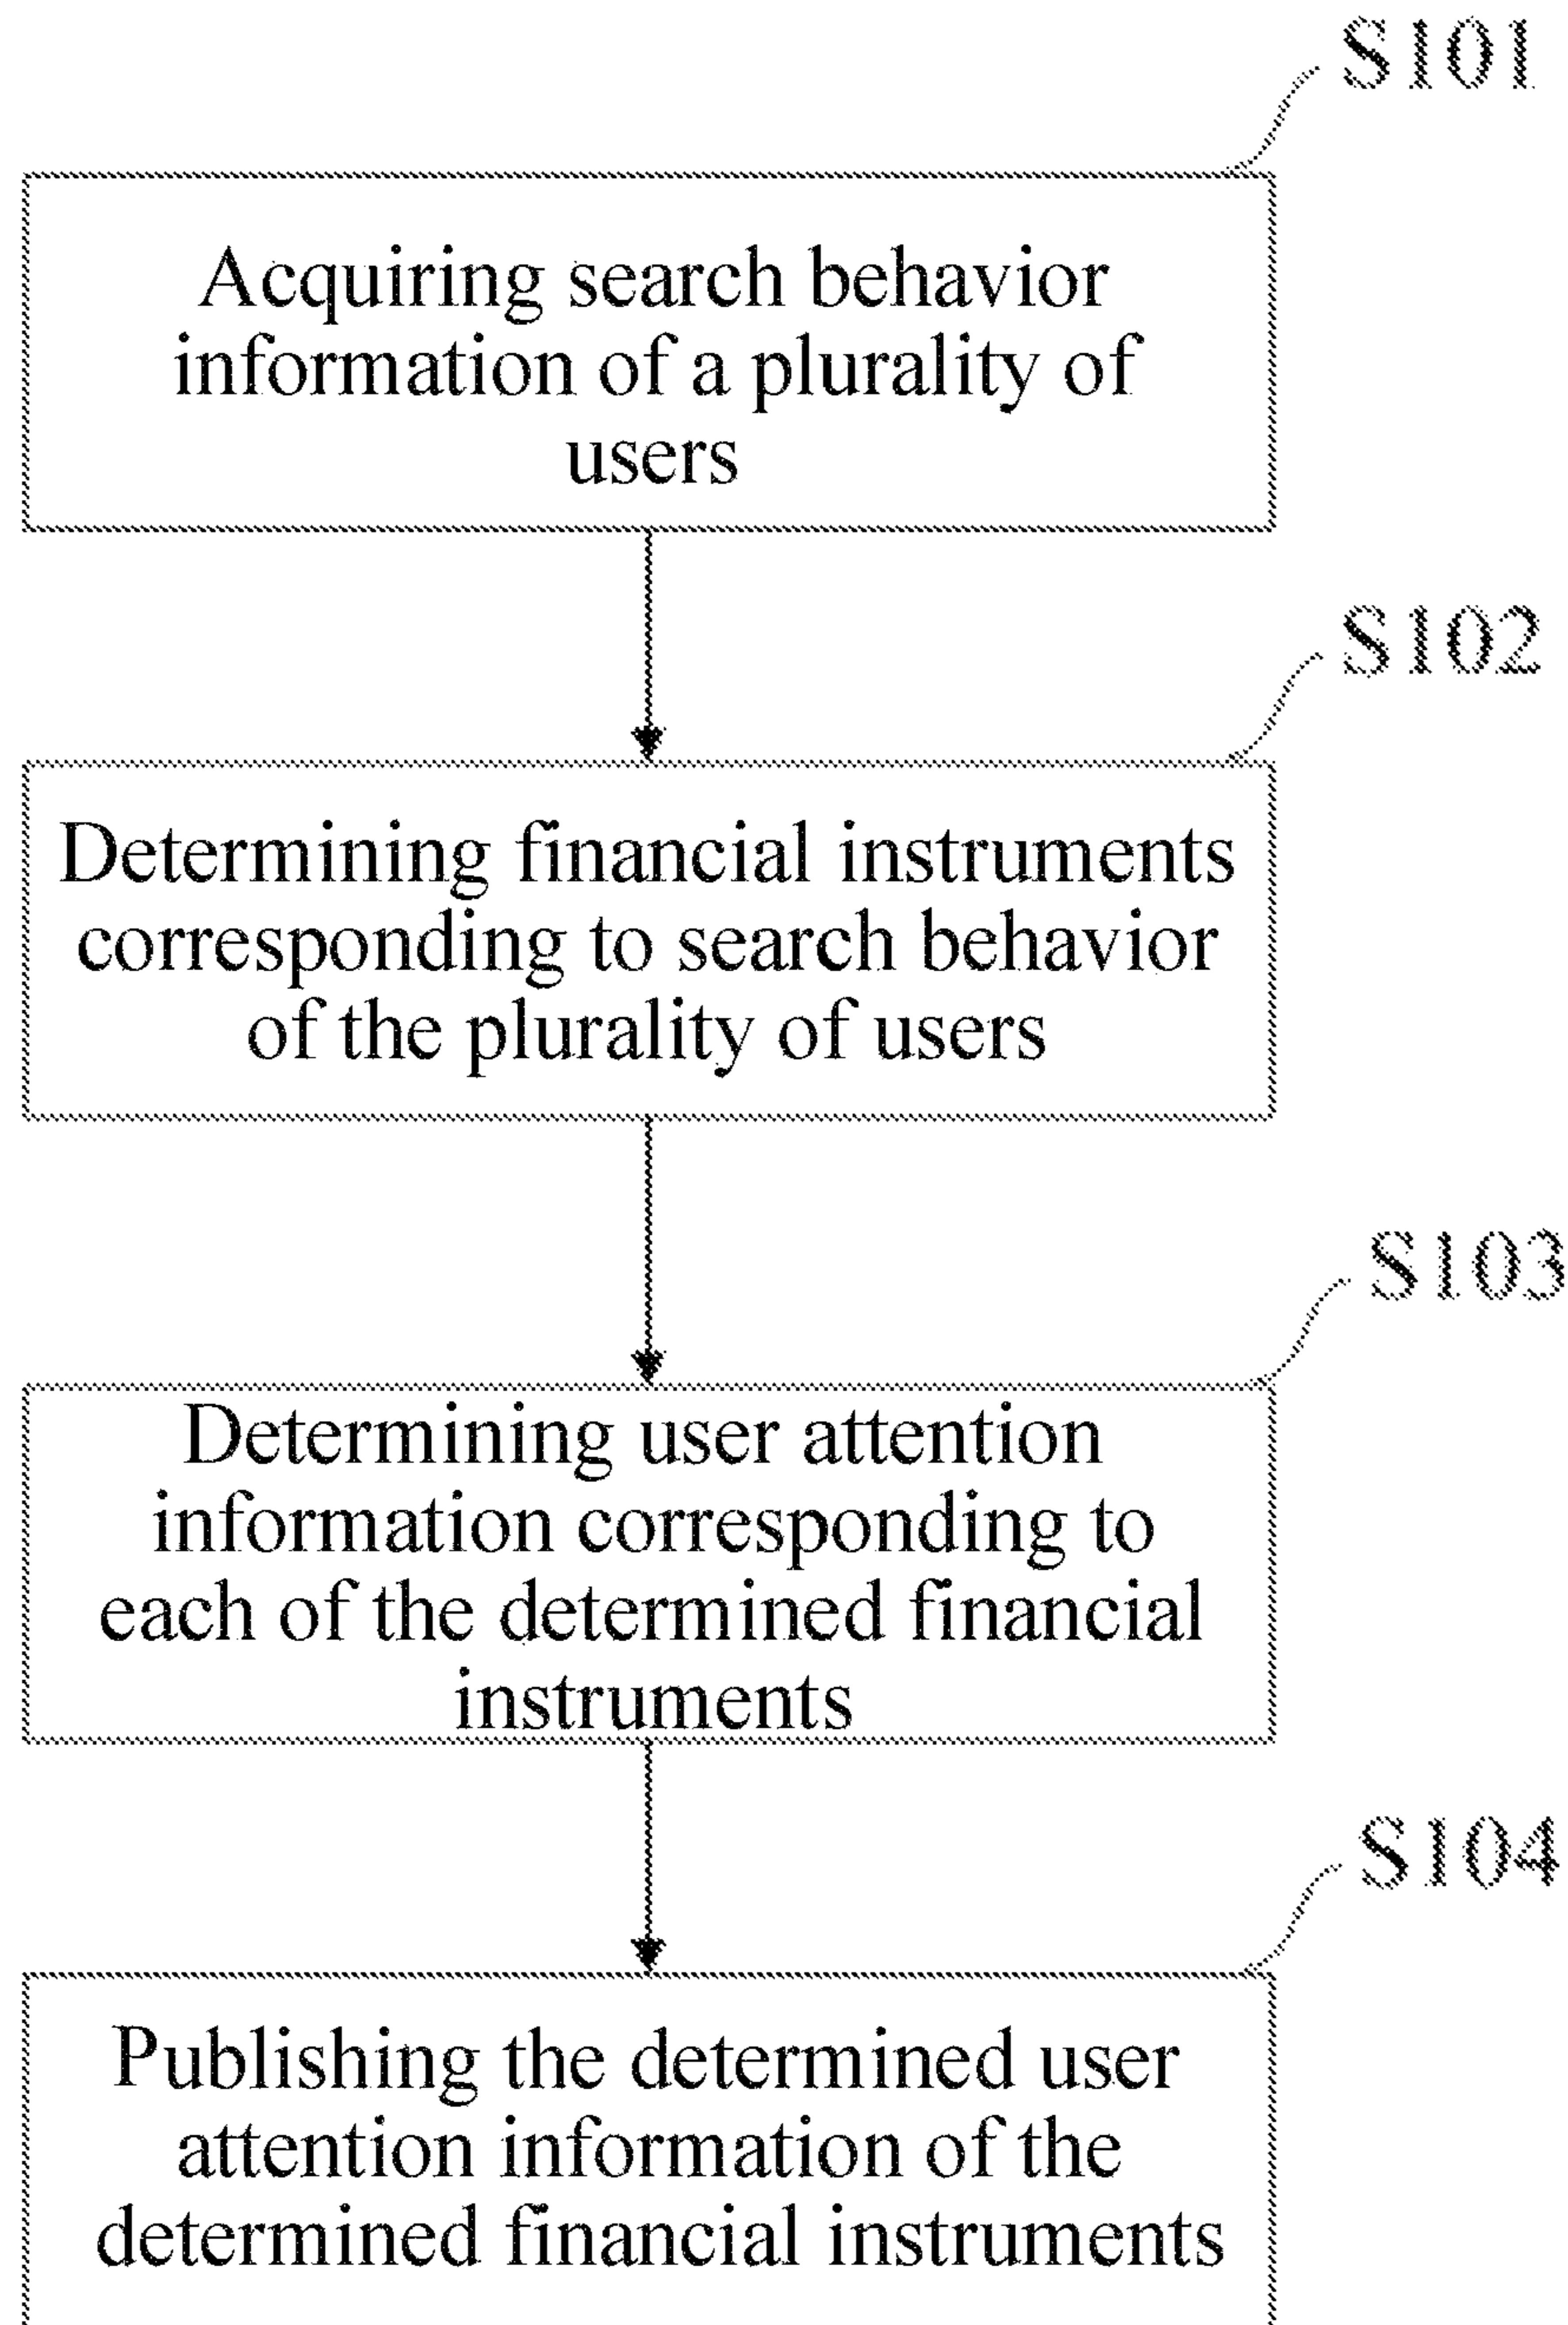 S101
Acquiring search behavior
information of a plurality of
users
S102
Determining financial instruments
corresponding to search behavior
of the plurality of users
S103
Determining user attention
information corresponding to
each of the determined financial
instruments
S104
Publishing the determined user
attention information of the
determined financial instruments